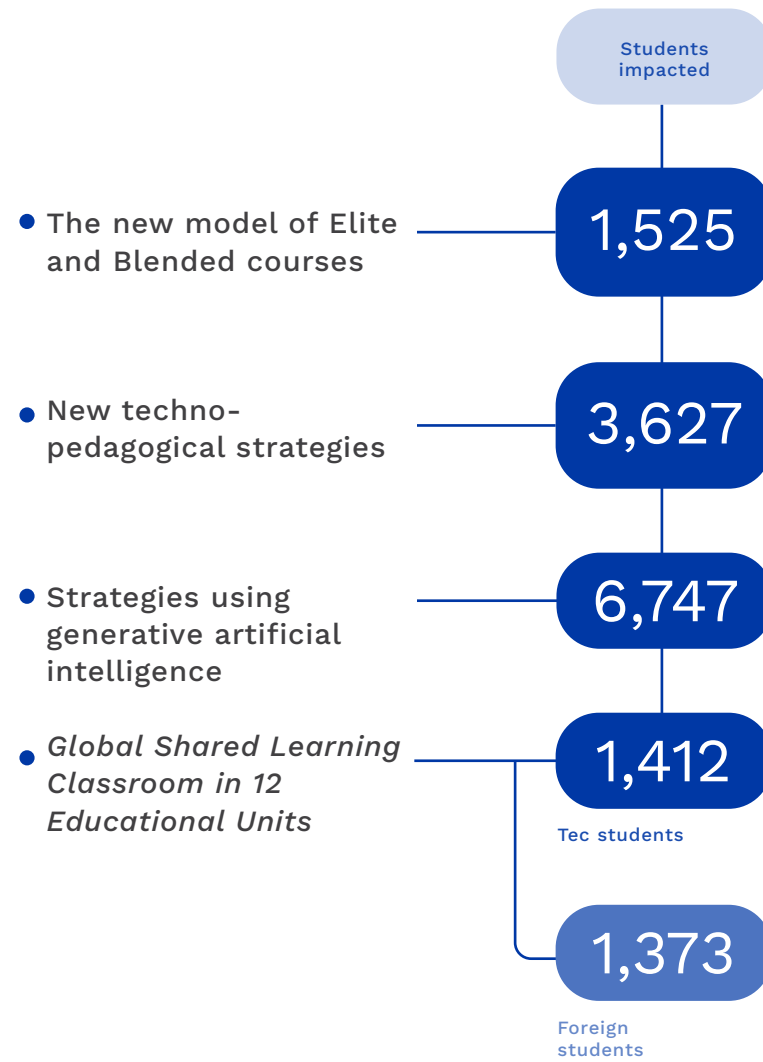 Students
impacted
The new model of Elite
and Blended courses
1,525
New techno-
pedagogical strategies
3,627
Strategies using
generative artificial
intelligence
6,747
Global Shared Learning
Classroom in 12
Educational Units
1,412
Tec students
1,373
Foreign
students